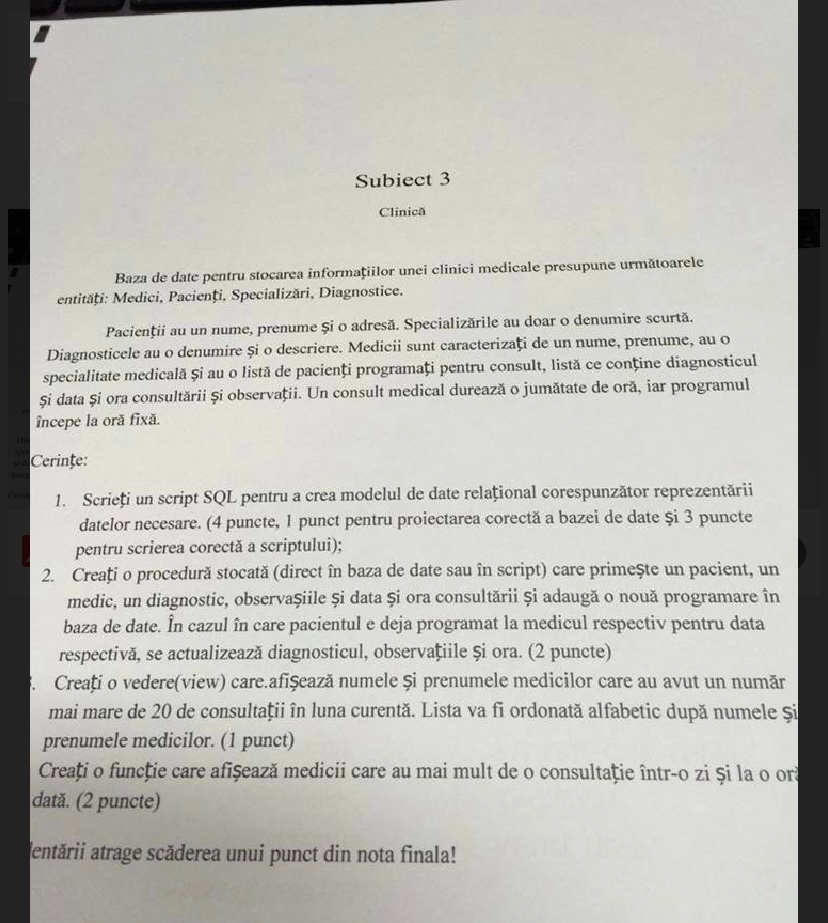 Subiect 3
Clinică
Baza de date pentru stocarea informațiilor unei clinici medicale presupune următoarele
entități: Medici, Pacienți, Specializări, Diagnostice.
Pacienții au un nume, prenume și o adresă. Specializările au doar o denumire scurtă.
Diagnosticele au o denumire și o descriere. Medicii sunt caracterizați de un nume, prenume, au o
specialitate medicală și au o listă de pacienți programați pentru consult, listă ce conține diagnosticul
și data și ora consultării și observații. Un consult medical durează o jumătate de oră, iar programul
începe la oră fixă.
Cerințe:
1. Scrieți un script SQL pentru a crea modelul de date relațional corespunzător reprezentării
datelor necesare. (4 puncte, 1 punct pentru proiectarea corectă a bazei de date și 3 puncte
pentru scrierea corectă a scriptului);
2. Creați o procedură stocată (direct în baza de date sau în script) care primește un pacient, un
medic, un diagnostic, observașiile și data și ora consultării și adaugă o nouă programare în
baza de date. În cazul în care pacientul e deja programat la medicul respectiv pentru data
respectivă, se actualizează diagnosticul, observațiile și ora. (2 puncte)
Creați o vedere(view) care.afișează numele și prenumele medicilor care au avut un număr
mai mare de 20 de consultații în luna curentă. Lista va fi ordonată alfabetic după numele și
prenumele medicilor. (1 punct)
Creați o funcție care afișează medicii care au mai mult de o consultație într-o zi și la o
dată. (2 puncte)
atrage scăderea unui punct din nota finala!